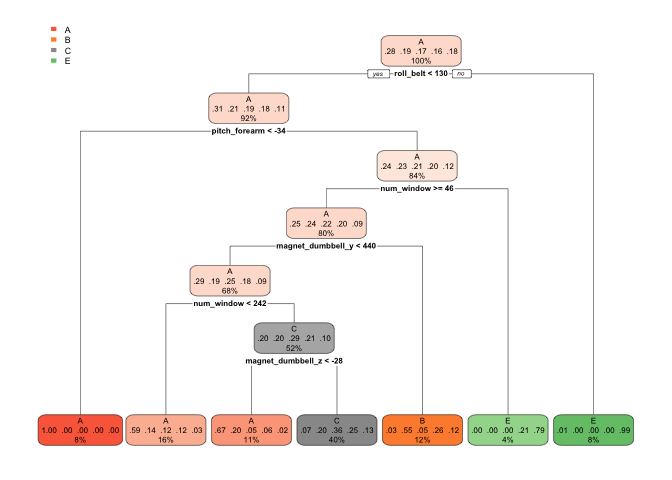 A
B
C
E
A
.28 .19 .17 .16 .18
100%
yes roll_belt < 130 no
A
.31 .21 .19 .18 .11
92%
pitch_forearm < -34
A
.24 .23 .21 .20 .12
84%
num_window >= 46
A
.25 .24 .22 .20 .09
80%
magnet_dumbbell_y < 440
A
.29 .19 .25 .18 .09
68%
num_window < 242
C
.20 .20 .29 .21 .10
52%
magnet_dumbbell_z < -28
A
1.00 .00 .00 .00 .00
8%
A
.59 .14 .12 .12 .03
16%
A
.67 .20 .05 .06 .02
11%
C
.07 .20 .36 .25 .13
40%
B
.03 .55 .05 .26 .12
12%
E
.00 .00 .00 .21 .79
4%
E
.01 .00 .00 .00 .99
8%